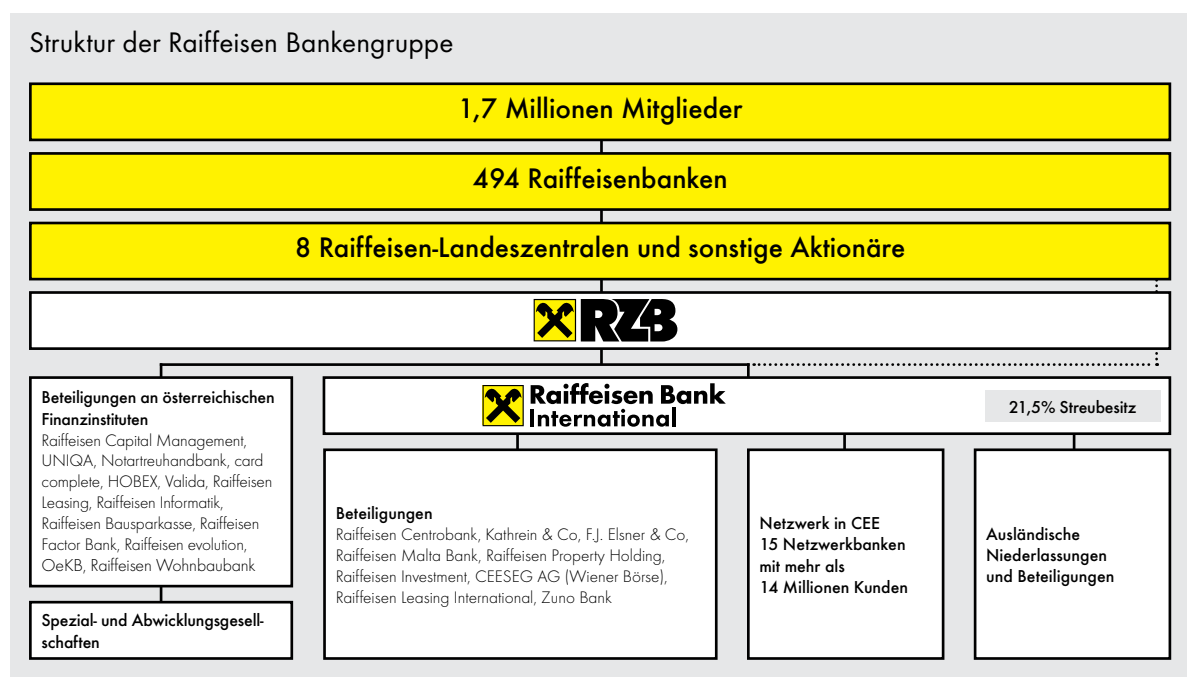 Struktur der Raiffeisen Bankengruppe
1,7 Millionen Mitglieder
494 Raiffeisenbanken
8 Raiffeisen-Landeszentralen und sonstige Aktionäre
RZB
Beteiligungen an österreichischen
Finanzinstituten
Raiffeisen Capital Management,
UNIQA, Notartreuhandbank, card
complete, HOBEX, Valida, Raiffeisen
Leasing, Raiffeisen Informatik,
Raiffeisen Bausparkasse, Raiffeisen
Factor Bank, Raiffeisen evolution,
OeKB, Raiffeisen Wohnbaubank
Spezial- und Abwicklungsgesell-
schaften
Raiffeisen Bank
International
21,5% Streubesitz
Beteiligungen
Raiffeisen Centrobank, Kathrein & Co, F.J. Elsner & Co,
Raiffeisen Malta Bank, Raiffeisen Property Holding,
Raiffeisen Investment, CEESEG AG (Wiener Börse),
Raiffeisen Leasing International, Zuno Bank
Netzwerk in CEE
15 Netzwerkbanken
mit mehr als
14 Millionen Kunden
Ausländische
Niederlassungen
und Beteiligungen